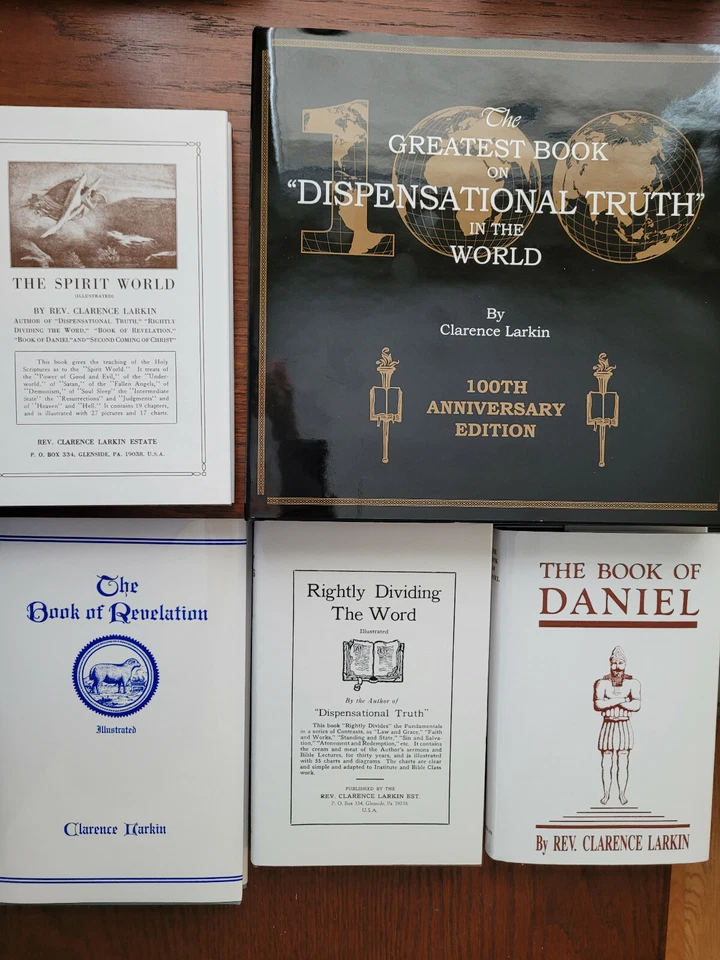 THE SPIRIT WORLD
(ILLUSTRATED)
BY REV. CLARENCE LARKIN
AUTHOR OF "DISPENSATIONAL TRUTH," "RIGHTLY
DIVIDING THE WORD," "BOOK OF REVELATION,"
"BOOK OF DANIEL" AND "SECOND COMING OF CHRIST"
This book gives the teaching of the Holy
Scriptures as to the "Spirit World." It treats of
the "Power of Good and Evil," of the "Under-
world," of "Satan," of the "Fallen Angels," of
"Demonism," of "Soul Sleep" the "Intermediate
State" the "Resurrections" and "Judgments" and
of "Heaven" and "Hell." It contains 19 chapters,
and is illustrated with 27 pictures and 17 charts.
REV. CLARENCE LARKIN ESTATE
P. O. BOX 334, GLENSIDE, PA. 19038, U.S.A.
100
The
GREATEST BOOK
ON
"DISPENSATIONAL TRUTH"
IN THE
WORLD
By
Clarence Larkin
100TH
ANNIVERSARY
EDITION
The
Book of Revelation
Illustrated
Clarence Larkin
Rightly Dividing
The Word
Illustrated
By the Author of
"Dispensational Truth"
This book "Rightly Divides" the Fundamentals
in a series of Contrasts, as "Law and Grace," "Faith
and Works," "Standing and State," "Sin and Salva-
tion," "Atonement and Redemption," etc. It contains
the cream and meat of the Author's sermons and
Bible Lectures, for thirty years, and is illustrated
with 55 charts and diagrams. The charts are clear
and simple and adapted to Institute and Bible Class
work.
PUBLISHED BY THE
REV. CLARENCE LARKIN EST.
P. O. Box 334, Glenside, Pa. 19038
U.S.A.
THE BOOK OF
DANIEL
By REV. CLARENCE LARKIN